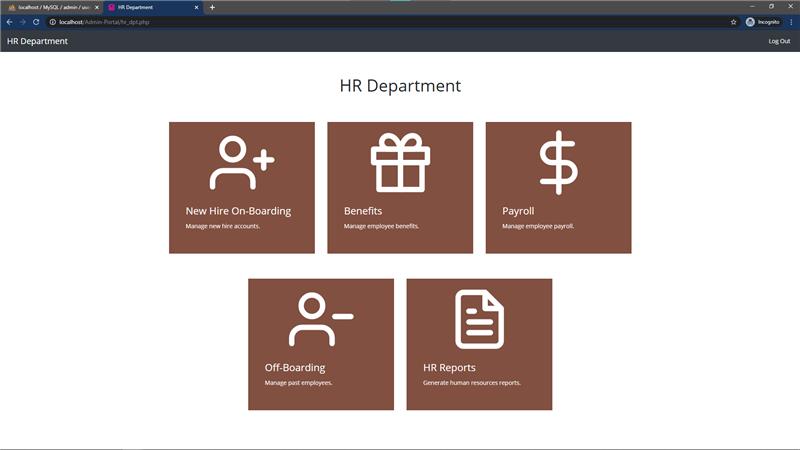 localhost / MySQL / admin / use
HR Department
localhost/Admin-Portal/hr_dpt.php
Incognito
HR Department
Log Out
HR Department
New Hire On-Boarding
Manage new hire accounts.
Benefits
Manage employee benefits.
Payroll
Manage employee payroll.
Off-Boarding
Manage past employees.
HR Reports
Generate human resources reports.